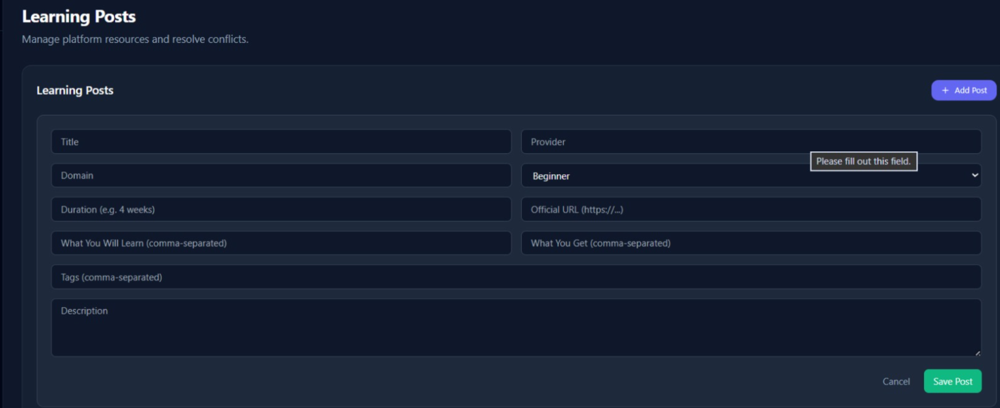 Learning Posts
Manage platform resources and resolve conflicts.
Learning Posts
+ Add Post
Title
Provider
Please fill out this field.
Domain
Beginner
Duration (e.g. 4 weeks)
Official URL (https://...)
What You Will Learn (comma-separated)
What You Get (comma-separated)
Tags (comma-separated)
Description
Cancel
Save Post